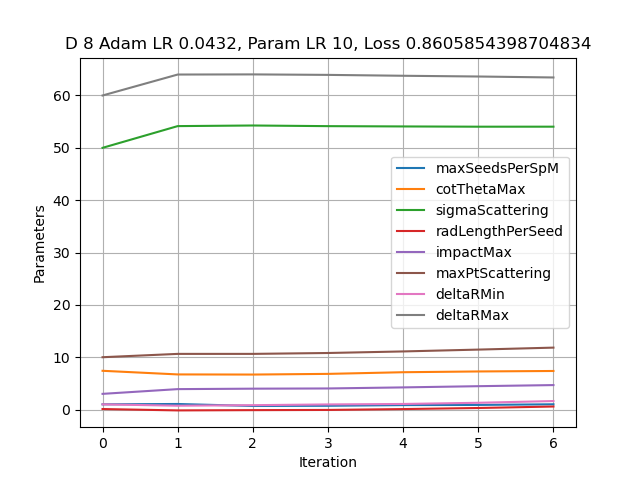 D 8 Adam LR 0.0432, Param LR 10, Loss 0.8605854398704834
60
50
40
30
20
10
0
Parameters
maxSeedsPerSpM
cotThetaMax
sigmaScattering
radLengthPerSeed
impactMax
maxPtScattering
deltaRMin
deltaRMax
0 1 2 3 4 5 6
Iteration